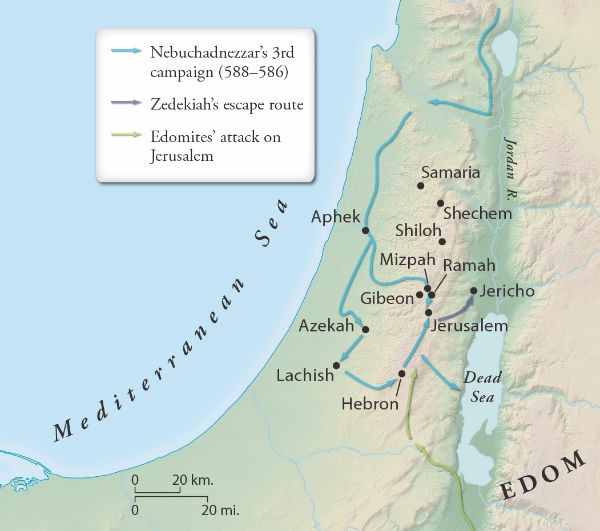 Nebuchadnezzar's 3rd
campaign (588–586)
Zedekiah's escape route
Edomites' attack on
Jerusalem
Jordan R.
Samaria
Shechem
Aphek
Shiloh
Mizpah
Ramah
Gibeon
Jericho
Azekah
Jerusalem
Lachish
Dead
Sea
Hebron
Mediterranean Sea
EDOM
0 20 km.
0 20 mi.